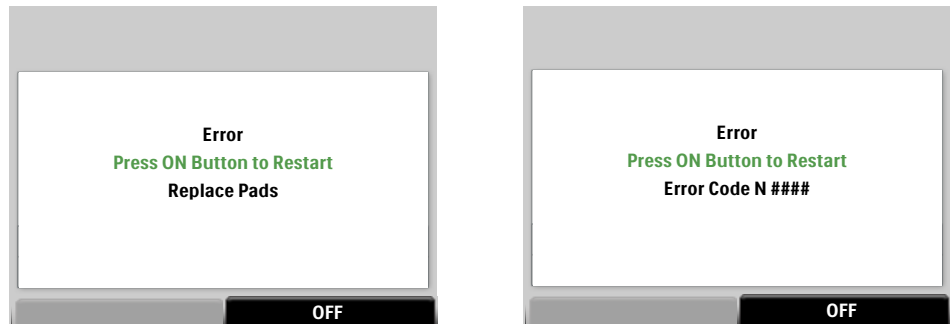 Error
Press ON Button to Restart
Replace Pads
OFF
Error
Press ON Button to Restart
Error Code N ####
OFF